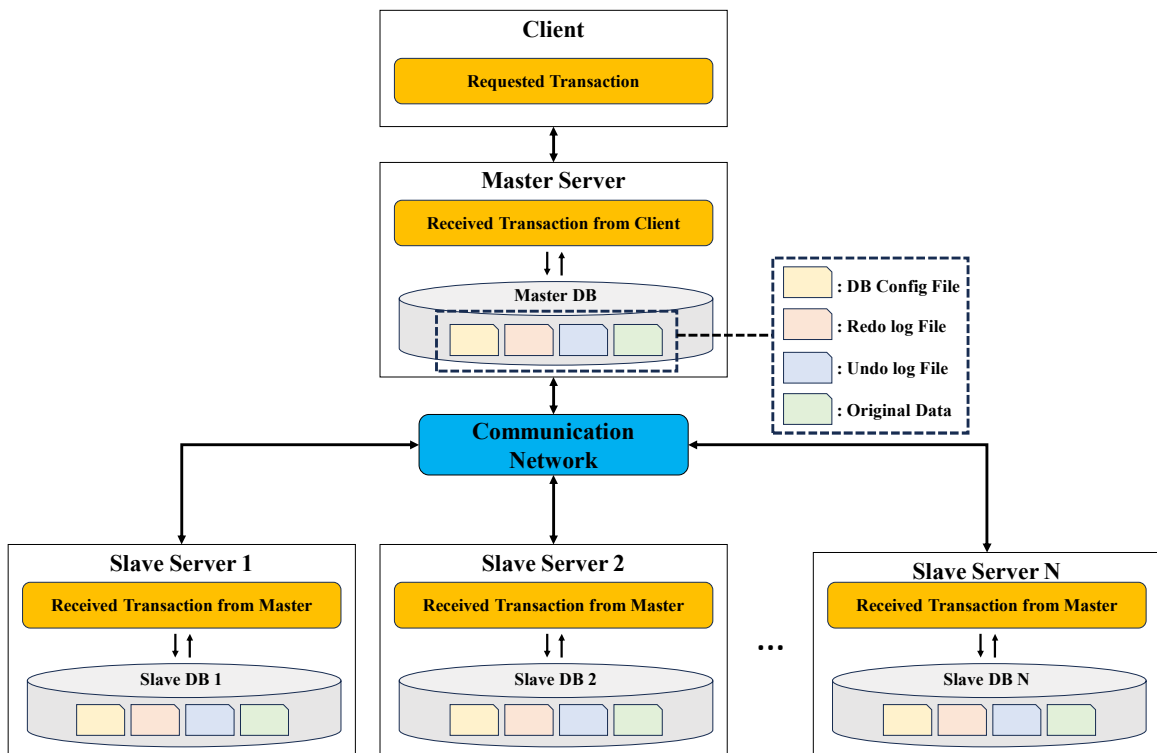 Client
Requested Transaction
Master Server
Received Transaction from Client
Master DB
: DB Config File
: Redo log File
: Undo log File
: Original Data
Communication
Network
Slave Server 1
Received Transaction from Master
Slave DB 1
Slave Server 2
Received Transaction from Master
Slave DB 2
...
Slave Server N
Received Transaction from Master
Slave DB N